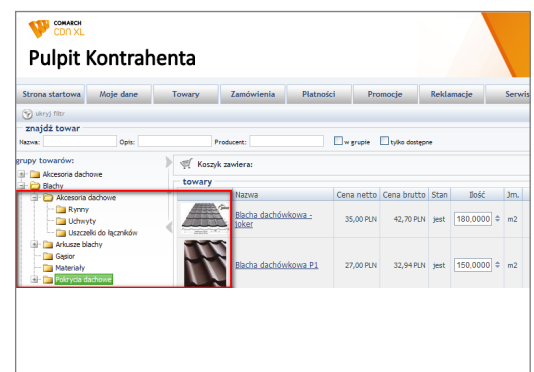 COMARCH
CDN XL
Pulpit Kontrahenta
Strona startowa Moje dane Towary Zamówienia Płatności Promocje Reklamacje Serwis
ukryj filtr
znajdź towar
Nazwa: Opis: Producent: w grupie tylko dostępne
grupy towarów:
Koszyk zawiera:
Akcesoria dachowe
Blachy
Akcesoria dachowe
Rynny
Uchwyty
Uszczelki do łączników
Arkusze blachy
Gąsior
Materiały
Pokrycia dachowe
towary
Nazwa Cena netto Cena brutto Stan Ilość Jm.
Blacha dachówkowa - joker 35,00 PLN 42,70 PLN jest 180,0000 m2
Blacha dachówkowa P1 27,00 PLN 32,94 PLN jest 150,0000 m2